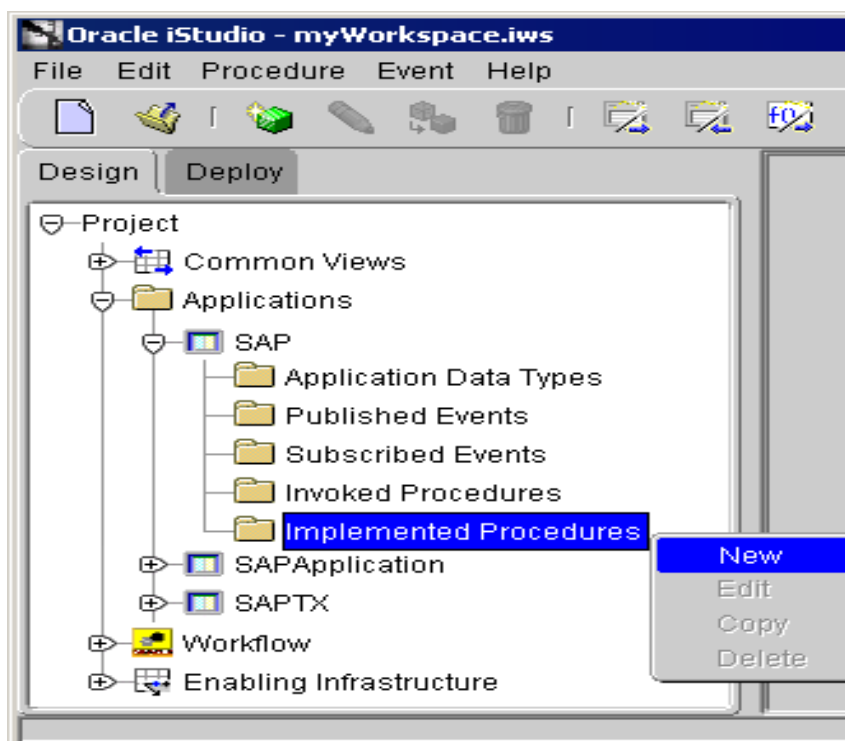 Oracle iStudio - myWorkspace.iws
File Edit Procedure Event Help
f()
Design Deploy
Project
Common Views
Applications
SAP
Application Data Types
Published Events
Subscribed Events
Invoked Procedures
Implemented Procedures
New
SAPApplication
Edit
SAPTX
Copy
Workflow
Delete
Enabling Infrastructure